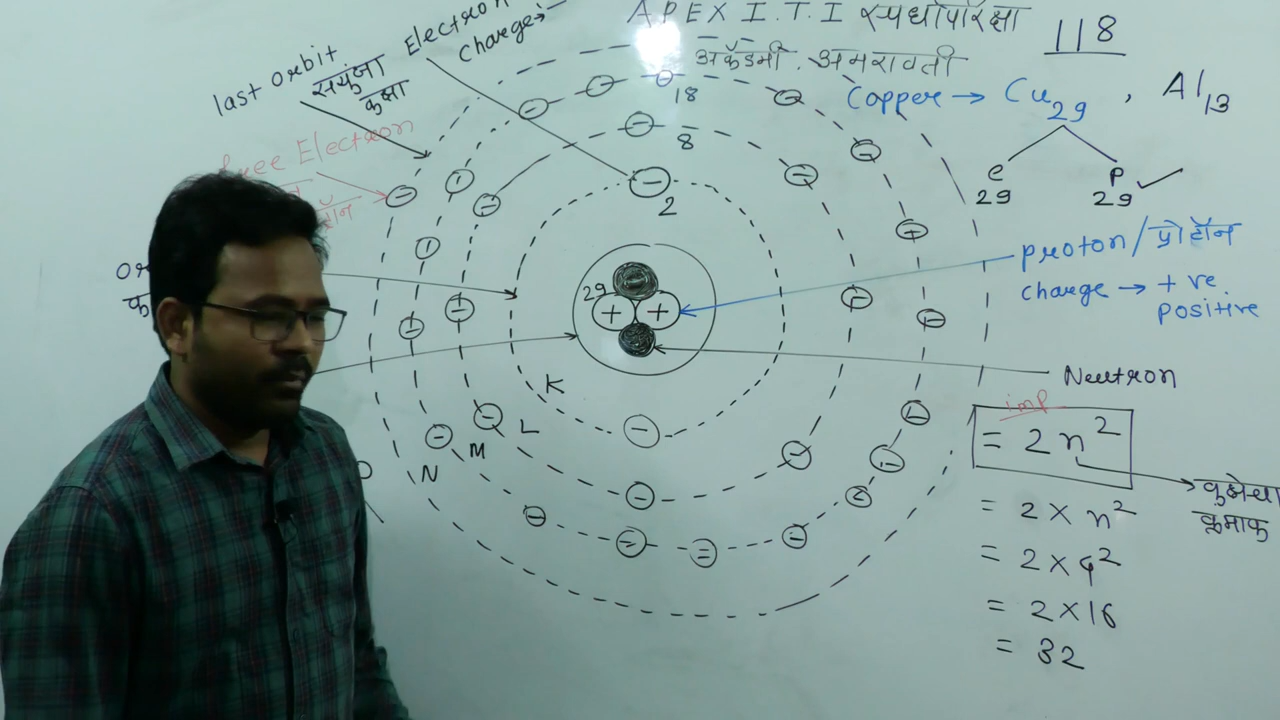 APEX I.T.I स्पर्धापरिक्षा
अकॅडमी. अमरावती
118
Electron
charge→
last orbit
सयुंजा
कक्षा
free Electron
Copper → Cu29 , Al13
e P
29 29
18
8
2
29
+ +
proton/प्रोटॉन
charge → +ve.
positive
Neutron
K
L
M
N
imp
= 2n²
कक्षेचा
क्रमांक
= 2×n²
= 2×4²
= 2×16
= 32